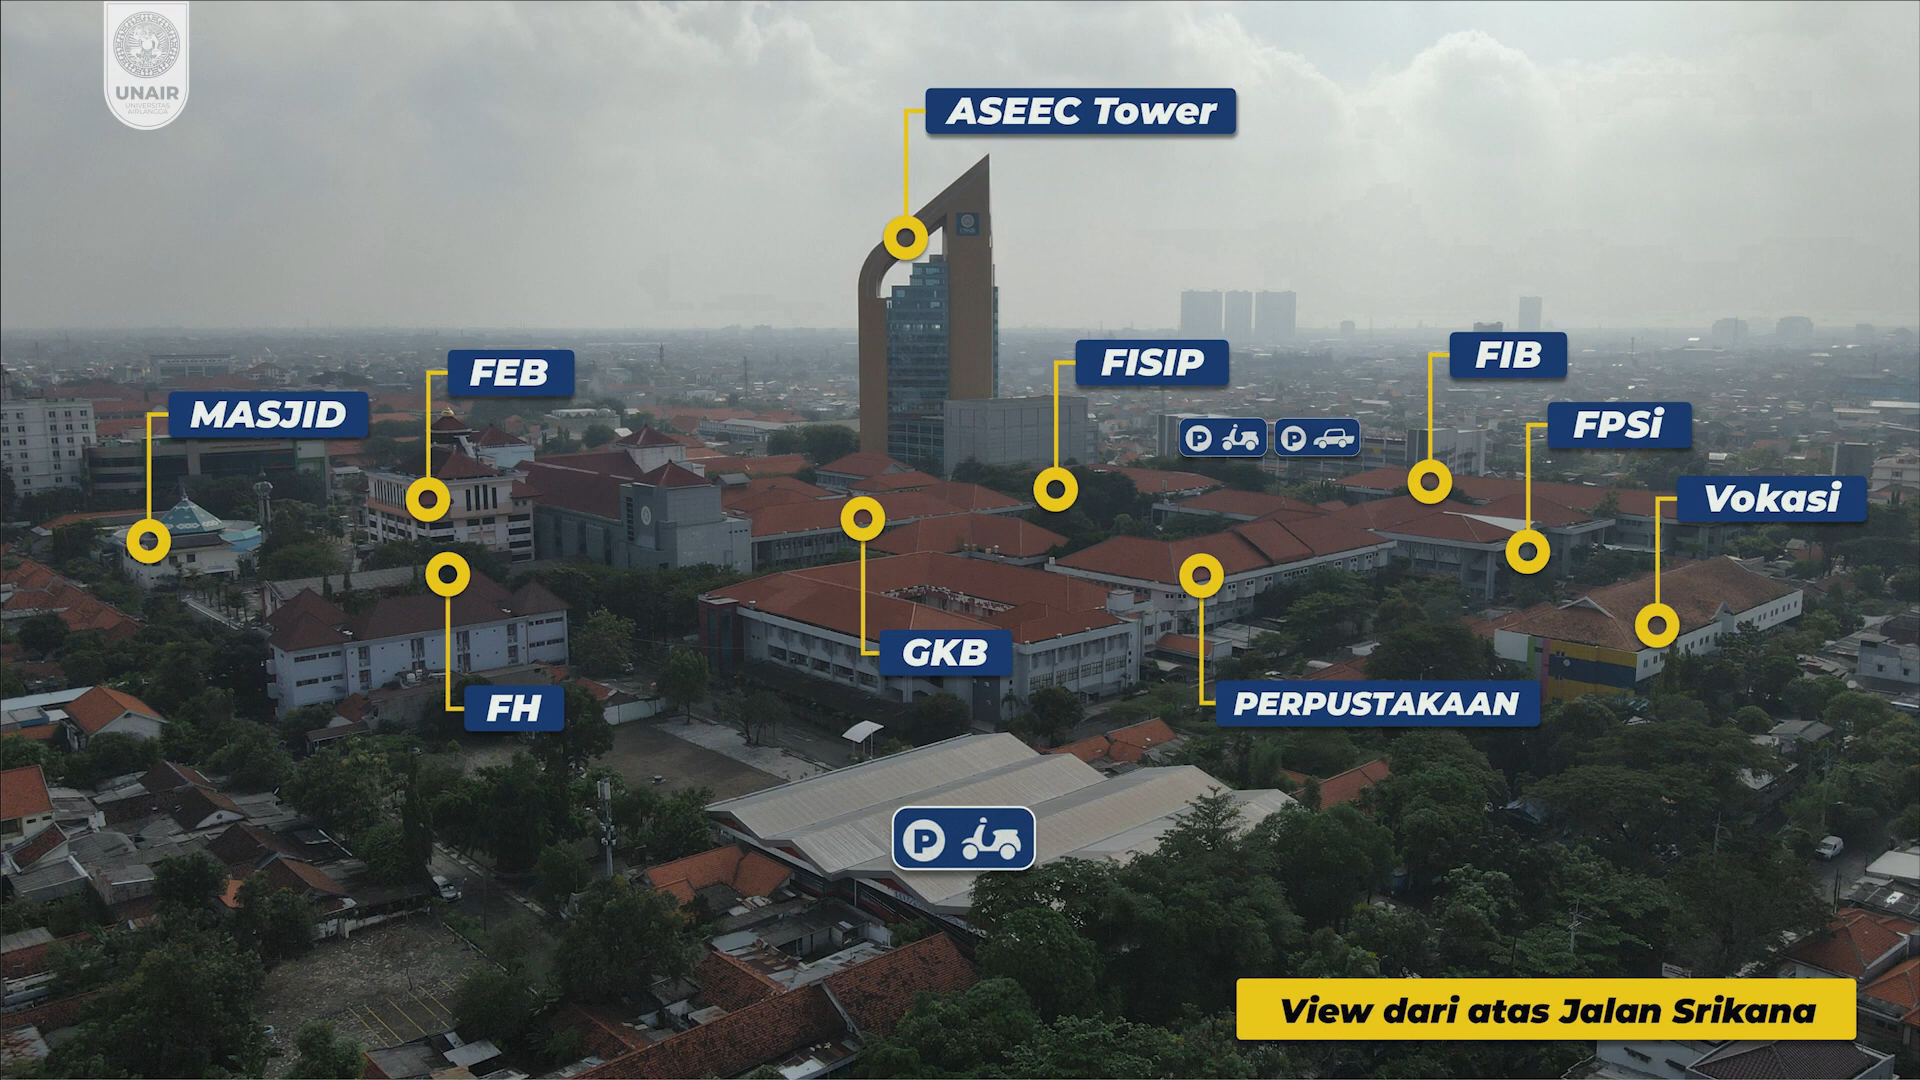 UNAIR
UNIVERSITAS
AIRLANGGA
ASEEC Tower
FISIP
FIB
FEB
MASJID
FPSi
P
P
Vokasi
GKB
PERPUSTAKAAN
FH
P
View dari atas Jalan Srikana